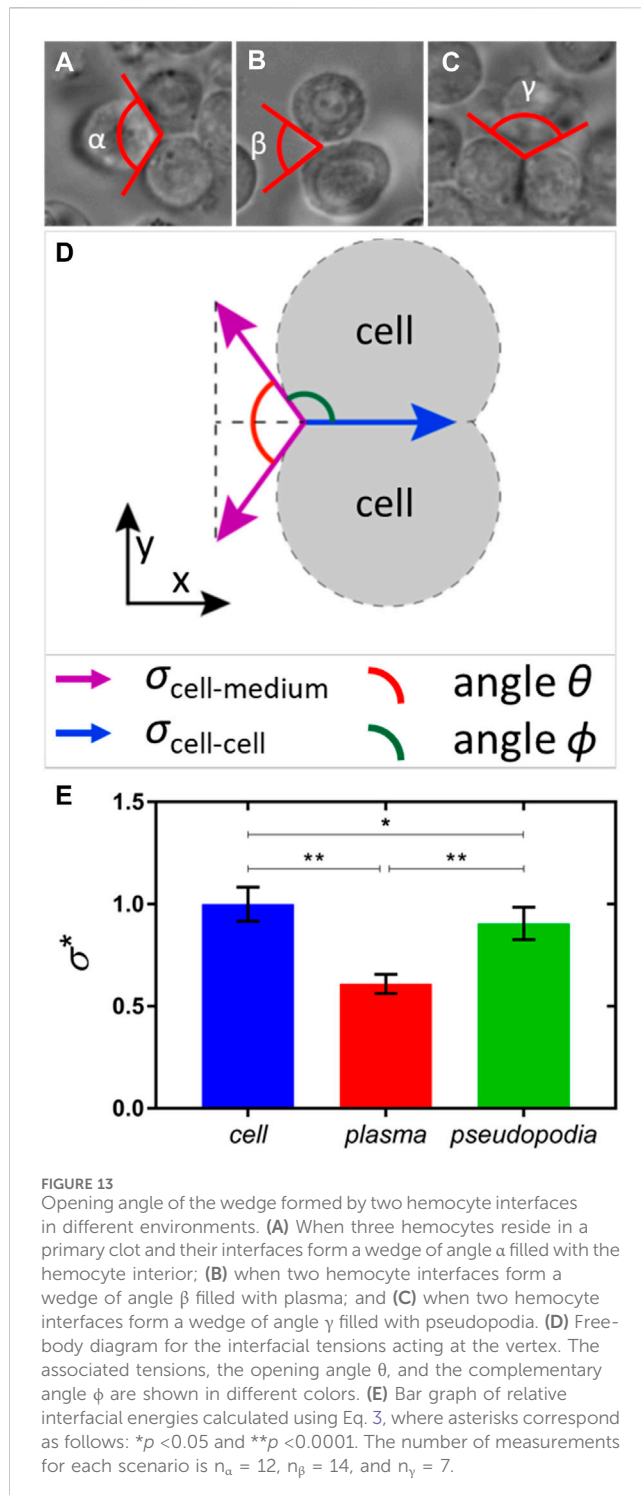 A
B
C
α
β
γ
D
cell
cell
y
x
σcell-medium
angle θ
σcell-cell
angle ϕ
E
1.5
1.0
0.5
0.0
σ*
*
**
**
cell
plasma
pseudopodia
FIGURE 13
Opening angle of the wedge formed by two hemocyte interfaces
in different environments. (A) When three hemocytes reside in a
primary clot and their interfaces form a wedge of angle α filled with the
hemocyte interior; (B) when two hemocyte interfaces form a
wedge of angle β filled with plasma; and (C) when two hemocyte
interfaces form a wedge of angle γ filled with pseudopodia. (D) Free-
body diagram for the interfacial tensions acting at the vertex. The
associated tensions, the opening angle θ, and the complementary
angle ϕ are shown in different colors. (E) Bar graph of relative
interfacial energies calculated using Eq. 3, where asterisks correspond
as follows: *p <0.05 and **p <0.0001. The number of measurements
for each scenario is nα = 12, nβ = 14, and nγ = 7.